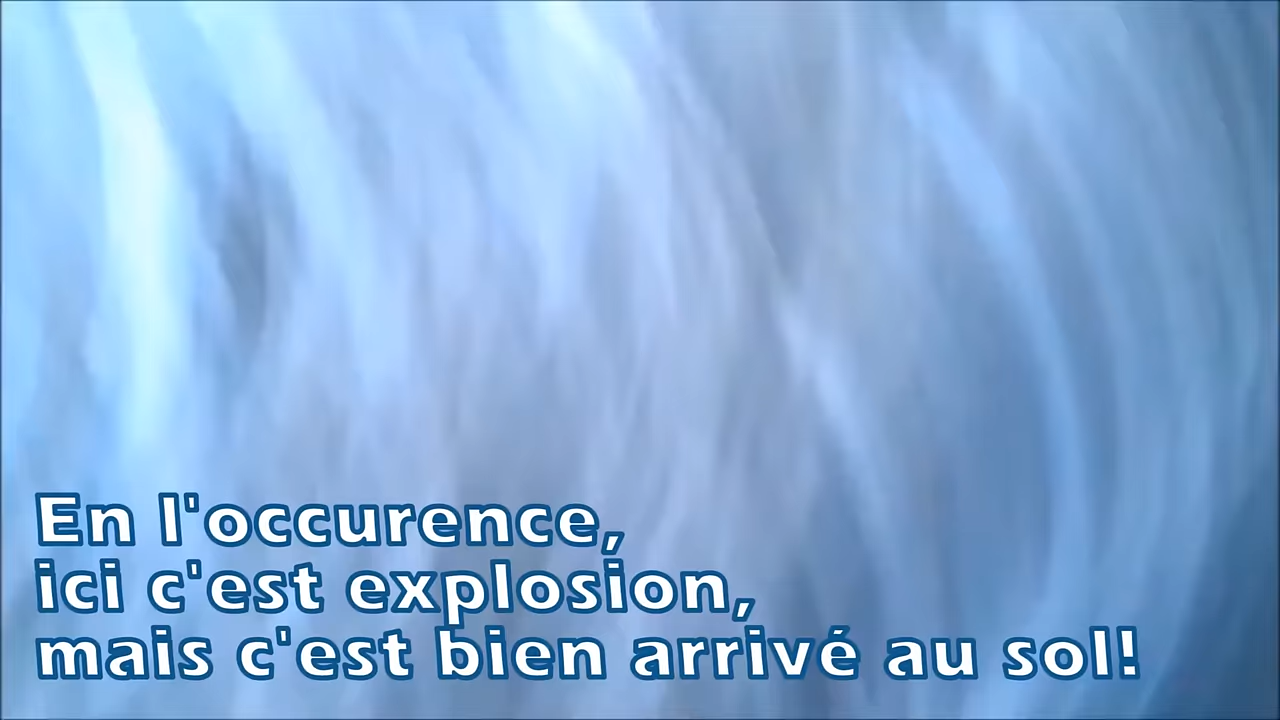 En l'occurence,
ici c'est explosion,
mais c'est bien arrivé au sol!